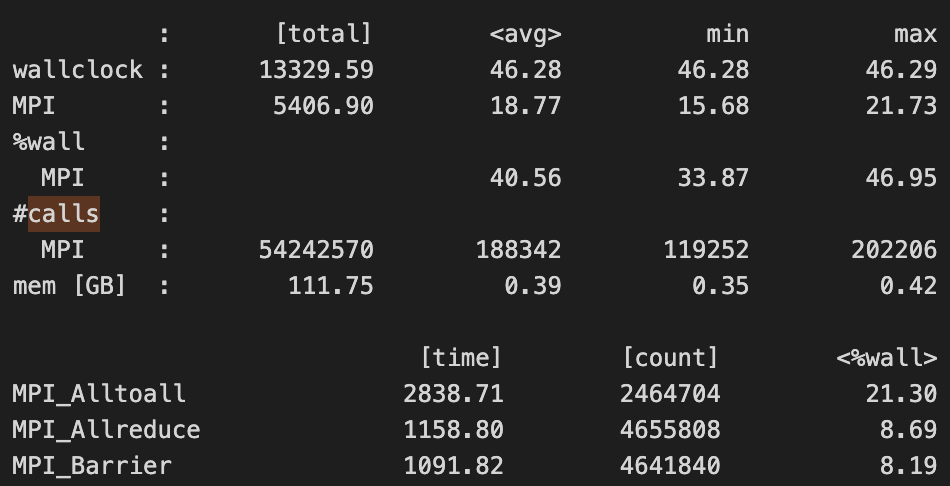 :       [total]        <avg>          min          max
wallclock :      13329.59        46.28        46.28        46.29
MPI       :       5406.90        18.77        15.68        21.73
%wall     :
  MPI     :                      40.56        33.87        46.95
#calls    :
  MPI     :      54242570       188342       119252       202206
mem [GB]  :        111.75         0.39         0.35         0.42
                            [time]        [count]        <%wall>
MPI_Alltoall               2838.71        2464704          21.30
MPI_Allreduce              1158.80        4655808           8.69
MPI_Barrier                1091.82        4641840           8.19